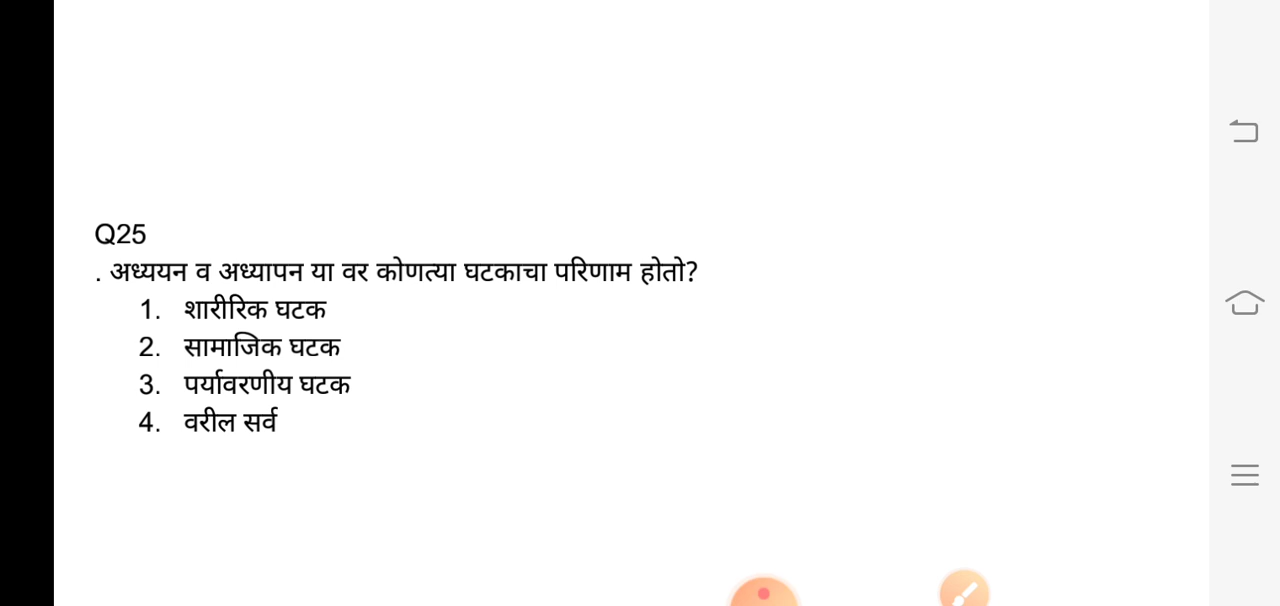 Q25
. अध्ययन व अध्यापन या वर कोणत्या घटकाचा परिणाम होतो?
1. शारीरिक घटक
2. सामाजिक घटक
3. पर्यावरणीय घटक
4. वरील सर्व